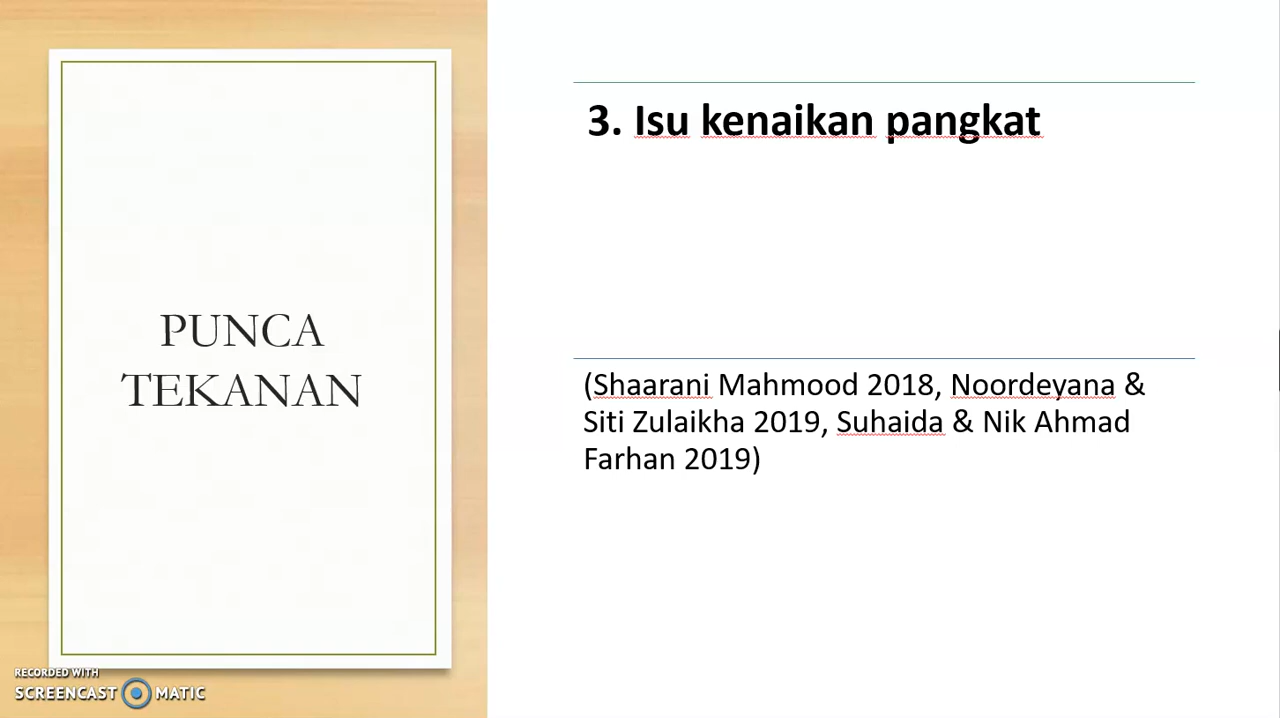 PUNCA
TEKANAN
3. Isu kenaikan pangkat
(Shaarani Mahmood 2018, Noordeyana &
Siti Zulaikha 2019, Suhaida & Nik Ahmad
Farhan 2019)
RECORDED WITH
SCREENCAST MATIC